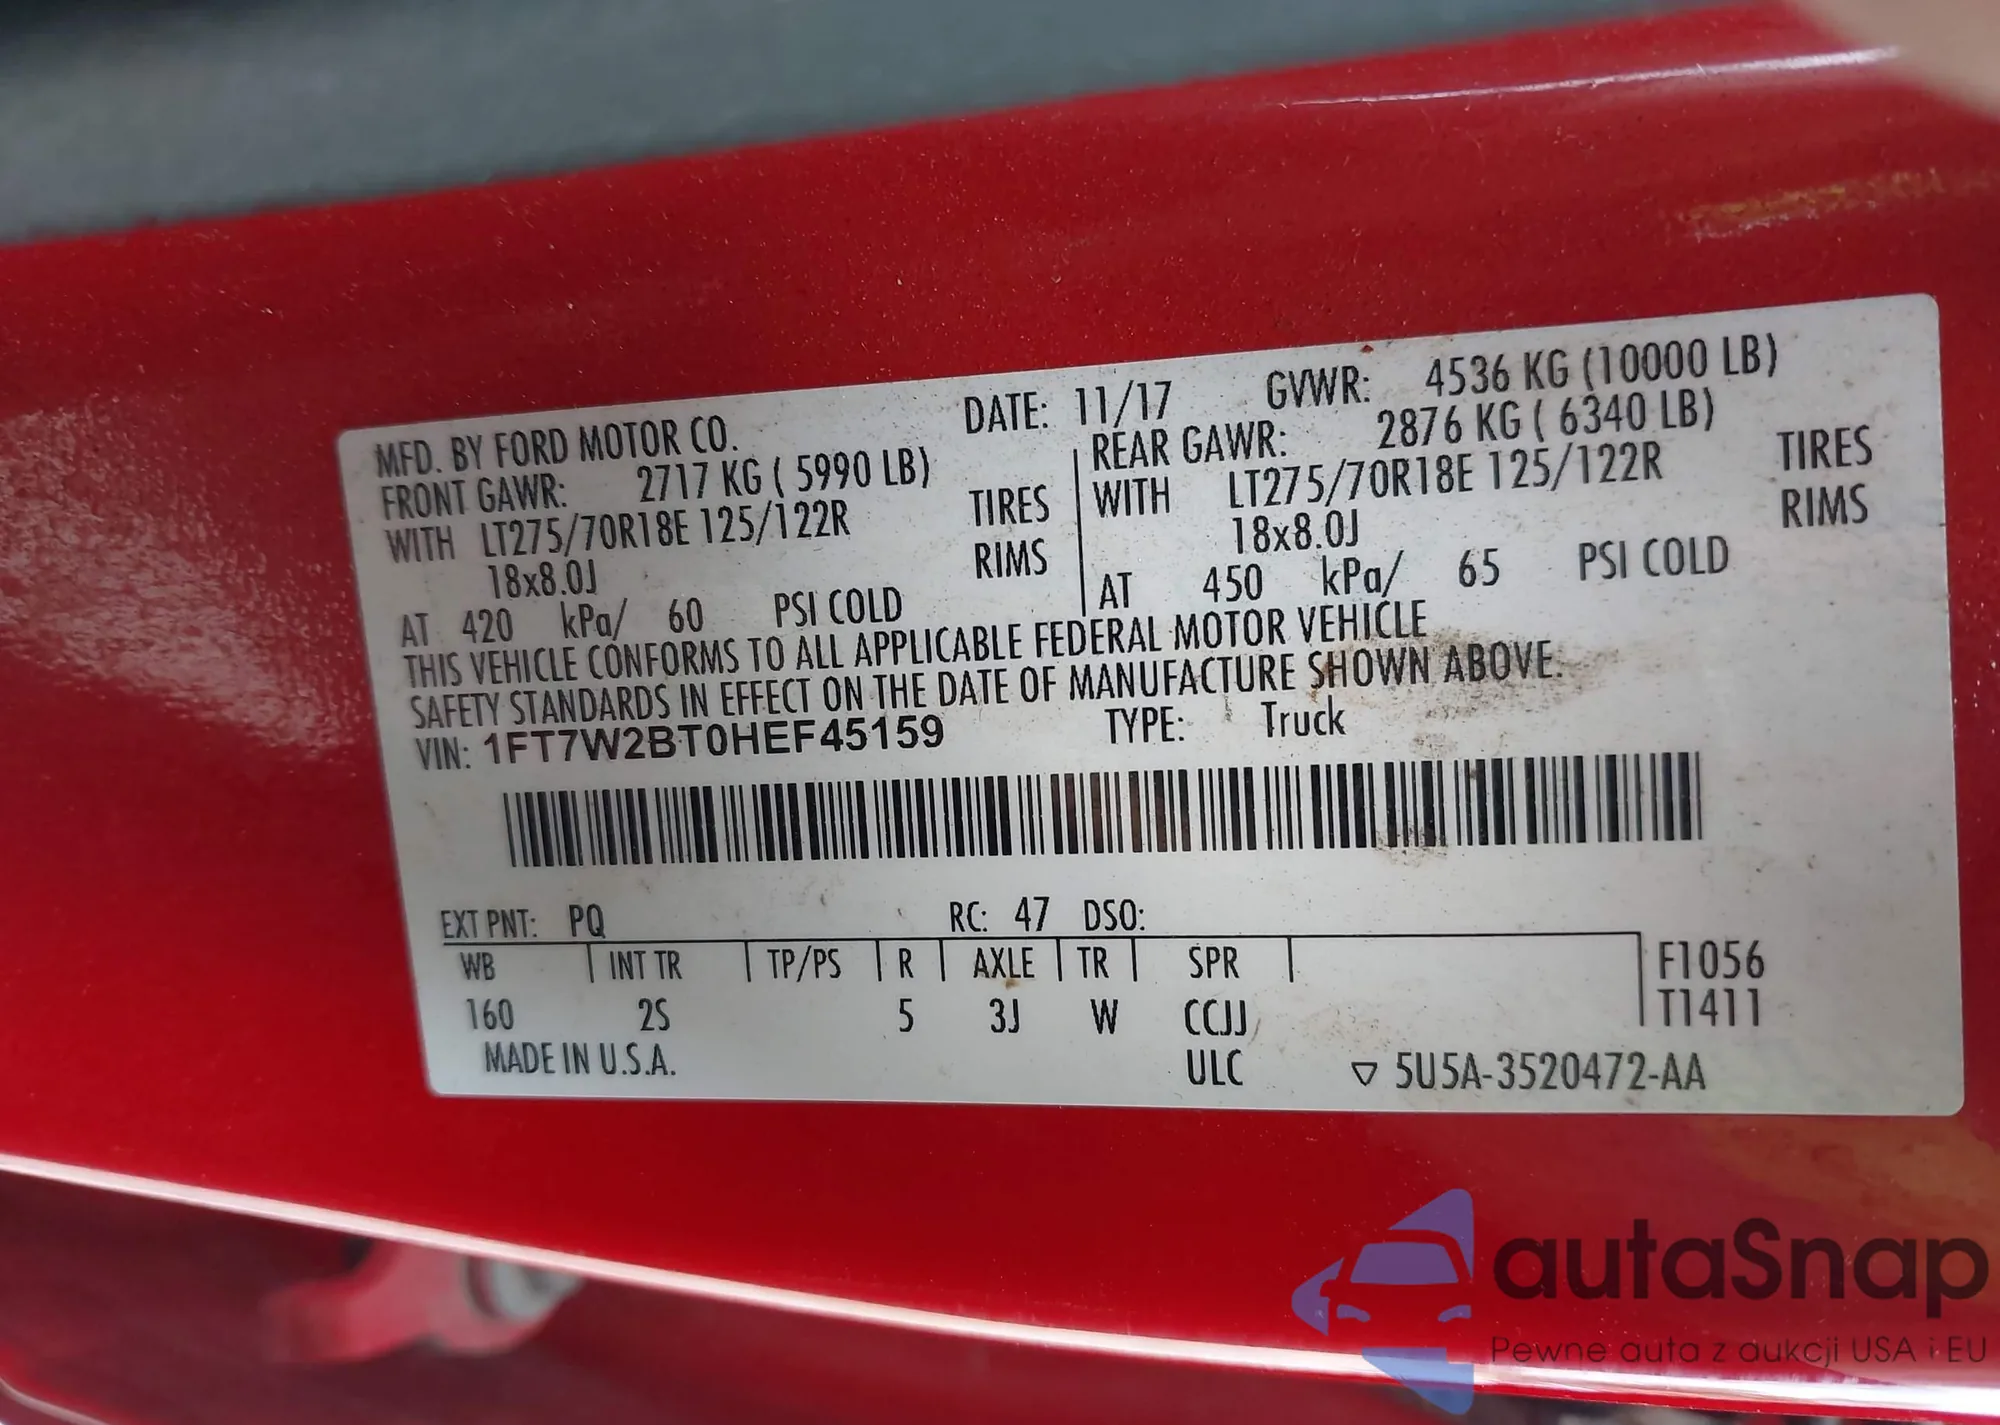 MFD. BY FORD MOTOR CO. DATE: 11/17 GVWR: 4536 KG (10000 LB)
FRONT GAWR: 2717 KG ( 5990 LB) REAR GAWR: 2876 KG ( 6340 LB)
WITH LT275/70R18E 125/122R TIRES WITH LT275/70R18E 125/122R TIRES
18x8.0J RIMS 18x8.0J RIMS
AT 420 kPa/ 60 PSI COLD AT 450 kPa/ 65 PSI COLD
THIS VEHICLE CONFORMS TO ALL APPLICABLE FEDERAL MOTOR VEHICLE
SAFETY STANDARDS IN EFFECT ON THE DATE OF MANUFACTURE SHOWN ABOVE.
VIN: 1FT7W2BT0HEF45159 TYPE: Truck
EXT PNT: PQ RC: 47 DSO:
WB INT TR TP/PS R AXLE TR SPR F1056
160 2S 5 3J W CCJJ T1411
MADE IN U.S.A. ULC ▽ 5U5A-3520472-AA
autaSnap
Pewne auta z aukcji USA i EU